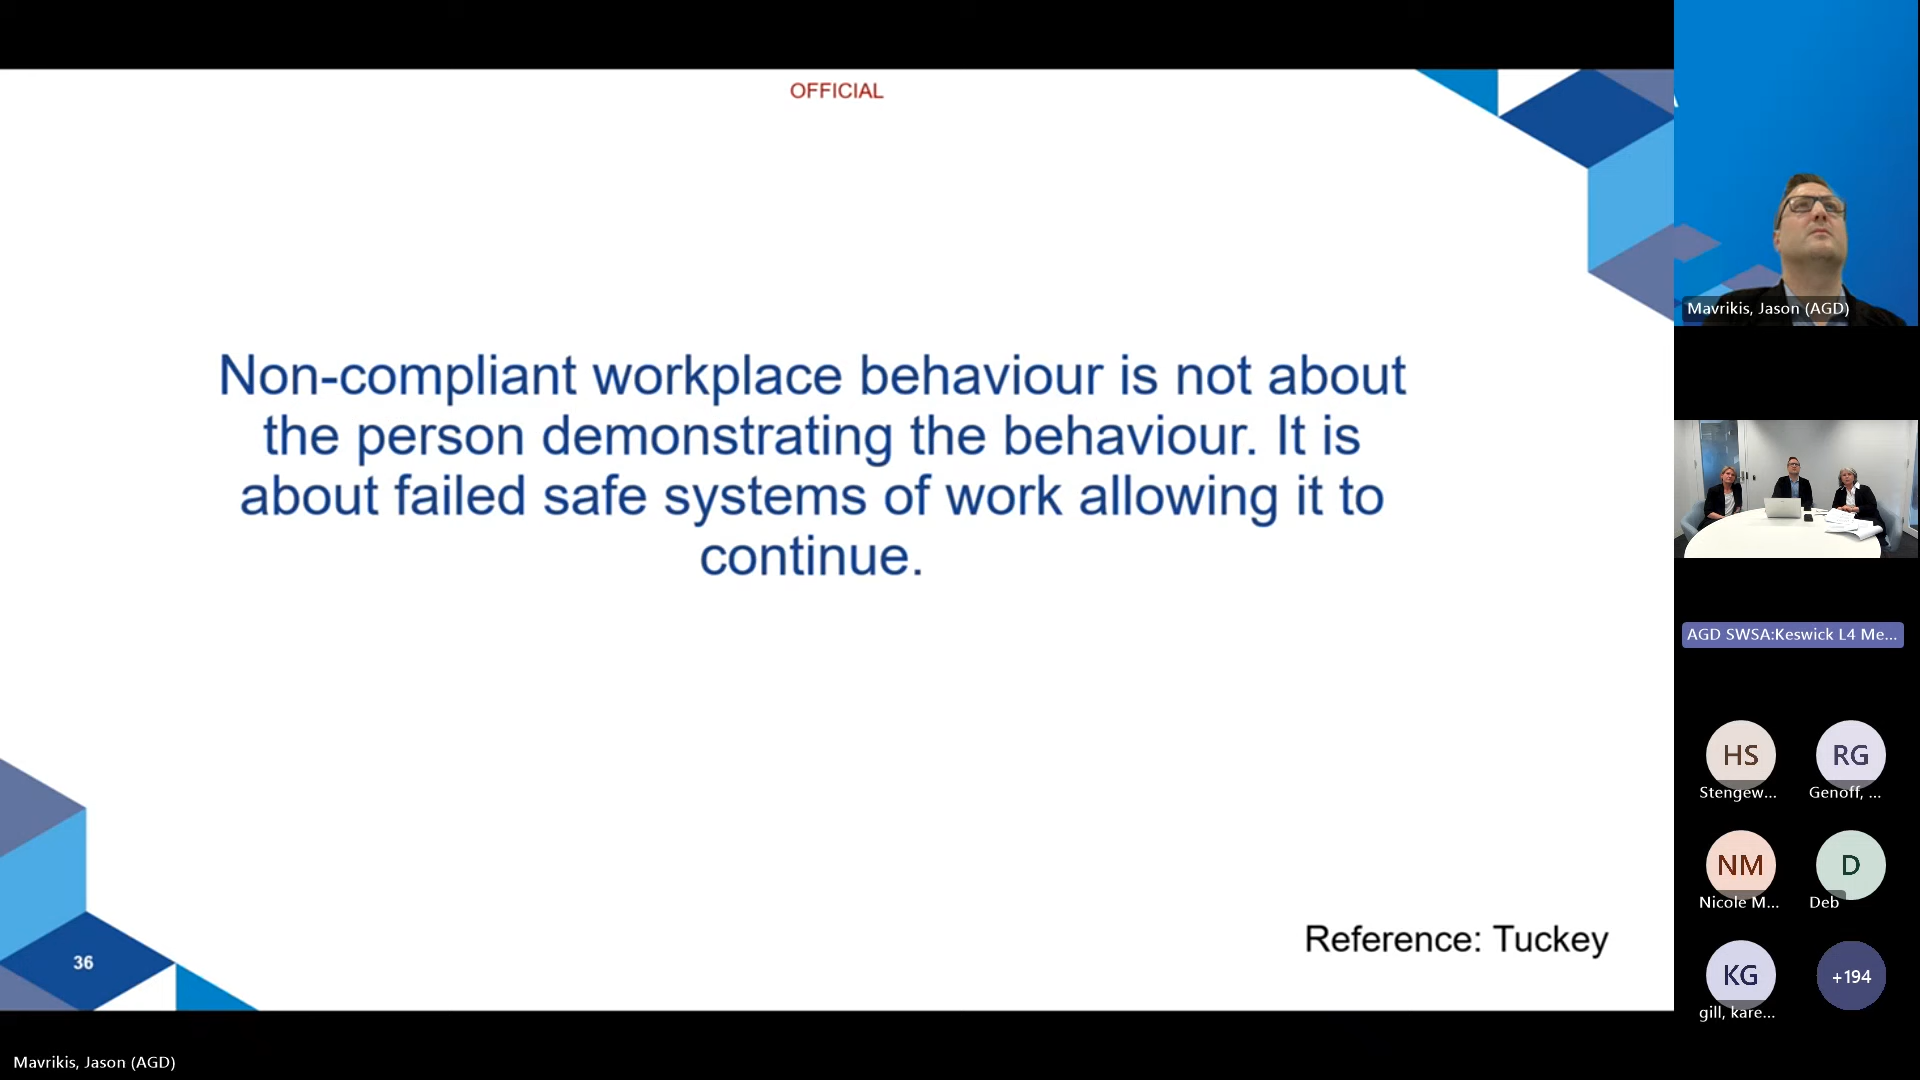 OFFICIAL
Non-compliant workplace behaviour is not about
the person demonstrating the behaviour. It is
about failed safe systems of work allowing it to
continue.
Reference: Tuckey
36
Mavrikis, Jason (AGD)
AGD SWSA:Keswick L4 Me...
HS
Stengew...
RG
Genoff, ...
NM
Nicole M...
D
Deb
KG
gill, kare...
+194
Mavrikis, Jason (AGD)